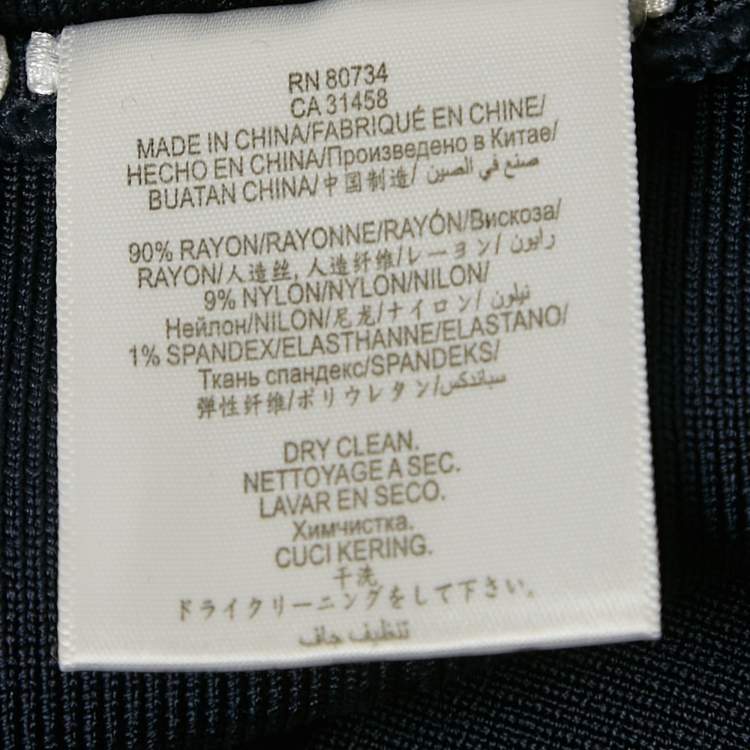 RN 80734
CA 31458
MADE IN CHINA/FABRIQUÉ EN CHINE/
HECHO EN CHINA/Произведено в Китае/
BUATAN CHINA/中国制造/ صنع في الصين
90% RAYON/RAYONNE/RAYÓN/Вискоза/
RAYON/人造丝, 人造纤维/レーヨン/ رايون
9% NYLON/NYLON/NILON/
Нейлон/NILON/尼龙/ナイロン/ نيلون
1% SPANDEX/ELASTHANNE/ELASTANO/
Ткань спандекс/SPANDEKS/
弹性纤维/ポリウレタン/ سباندكس
DRY CLEAN.
NETTOYAGE A SEC.
LAVAR EN SECO.
Химчистка.
CUCI KERING.
干洗
ドライクリーニングをして下さい.
تنظيف جاف